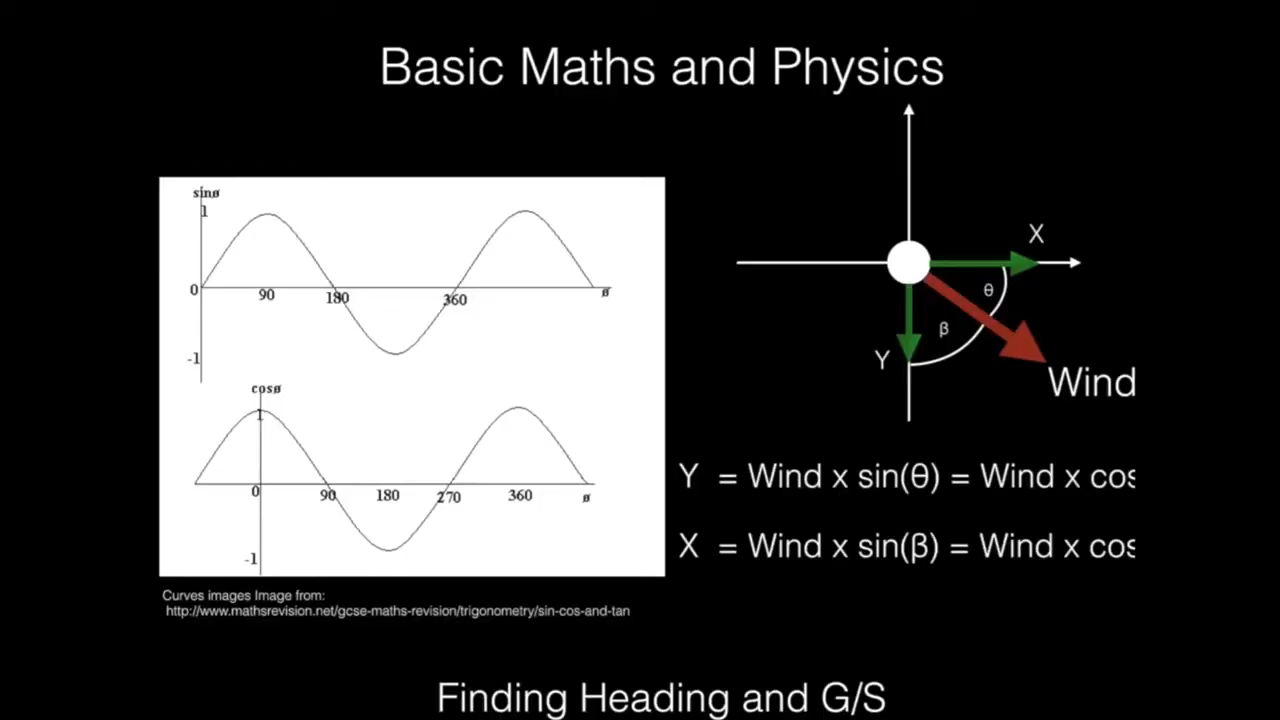 Basic Maths and Physics
sinø
1
0
90
180
360
ø
-1
cosø
1
0
90
180
270
360
ø
-1
X
θ
β
Y
Wind
Y = Wind x sin(θ) = Wind x cos
X = Wind x sin(β) = Wind x cos
Curves images Image from:
http://www.mathsrevision.net/gcse-maths-revision/trigonometry/sin-cos-and-tan
Finding Heading and G/S